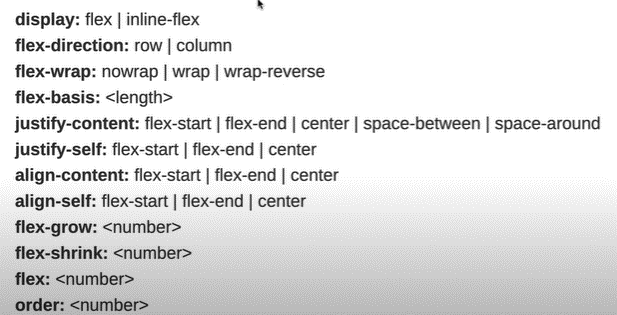 display: flex | inline-flex
flex-direction: row | column
flex-wrap: nowrap | wrap | wrap-reverse
flex-basis: <length>
justify-content: flex-start | flex-end | center | space-between | space-around
justify-self: flex-start | flex-end | center
align-content: flex-start | flex-end | center
align-self: flex-start | flex-end | center
flex-grow: <number>
flex-shrink: <number>
flex: <number>
order: <number>